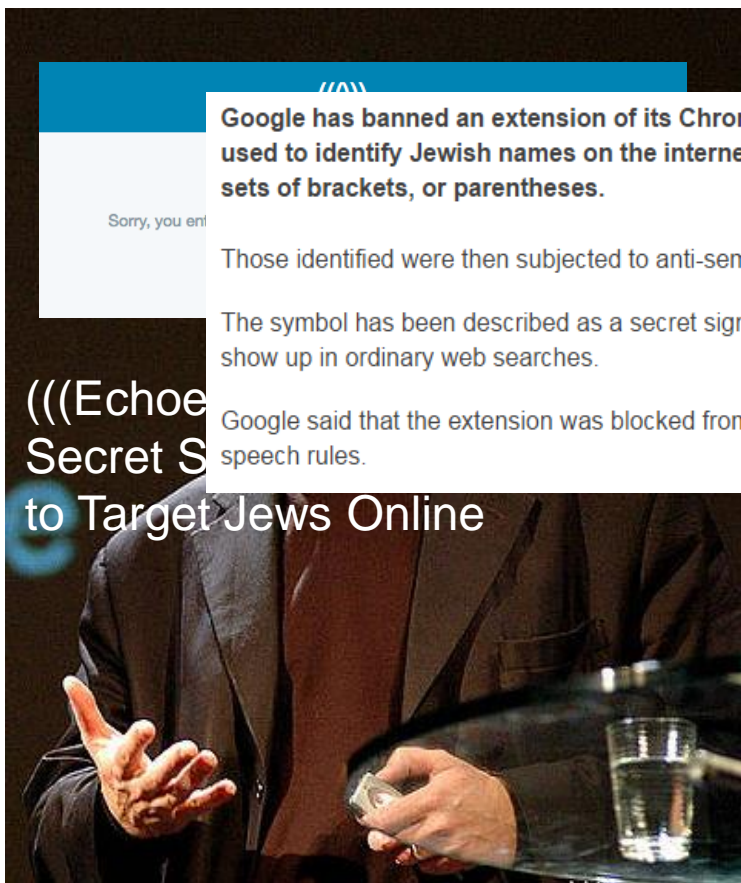 ((()))
Google has banned an extension of its Chro
used to identify Jewish names on the interne
sets of brackets, or parentheses.
Sorry, you en
Those identified were then subjected to anti-sem
The symbol has been described as a secret sign
show up in ordinary web searches.
Google said that the extension was blocked from
speech rules.
(((Echoe
Secret S
to Target Jews Online
e